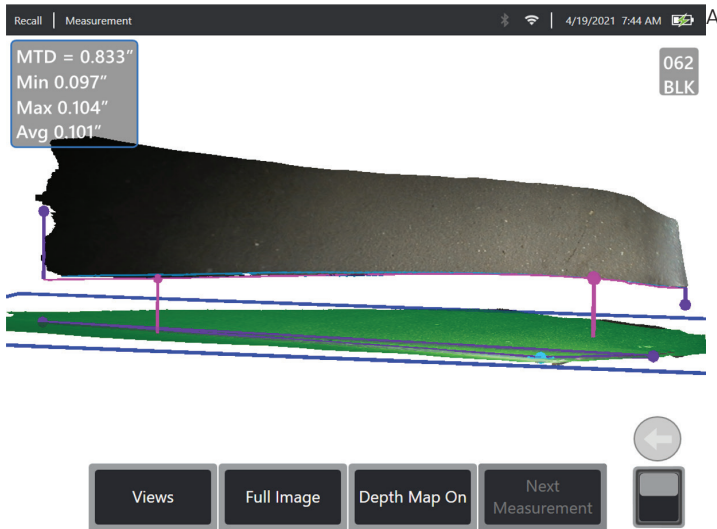 Recall | Measurement
4/19/2021 7:44 AM
A
MTD = 0.833"
Min 0.097"
Max 0.104"
Avg 0.101"
062
BLK
Views
Full Image
Depth Map On
Next
Measurement